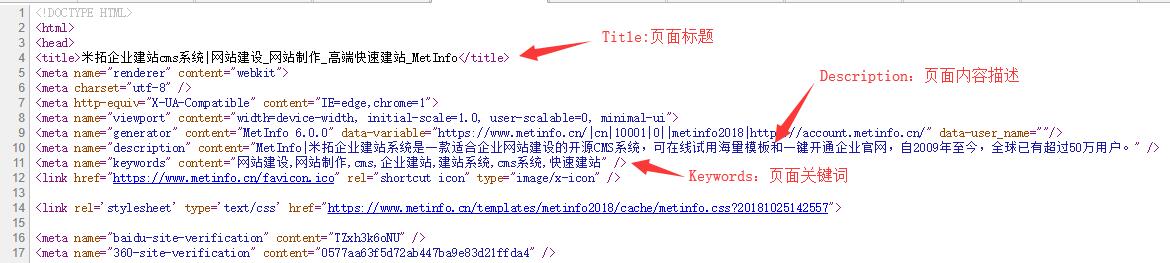 1 <!DOCTYPE HTML>
2 <html>
3 <head>
4 <title>米拓企业建站cms系统|网站建设_网站制作_高端快速建站_MetInfo</title>
Title:页面标题
5 <meta name="renderer" content="webkit">
6 <meta charset="utf-8" />
Description：页面内容描述
7 <meta http-equiv="X-UA-Compatible" content="IE=edge,chrome=1">
8 <meta name="viewport" content="width=device-width, initial-scale=1.0, user-scalable=0, minimal-ui">
9 <meta name="generator" content="MetInfo 6.0.0" data-variable="https://www.metinfo.cn/|cn|10001|0||metinfo2018|http //account.metinfo.cn/" data-user_name=""/>
10 <meta name="description" content="MetInfo|米拓企业建站系统是一款适合企业网站建设的开源CMS系统，可在线试用海量模板和一键开通企业官网，自2009年至今，全球已有超过50万用户。" />
11 <meta name="keywords" content="网站建设,网站制作,cms,企业建站,建站系统,cms系统,快速建站" />
12 <link href="https://www.metinfo.cn/favicon.ico" rel="shortcut icon" type="image/x-icon" />
Keywords：页面关键词
13
14 <link rel='stylesheet' type='text/css' href="https://www.metinfo.cn/templates/metinfo2018/cache/metinfo.css?20181025142557">
15
16 <meta name="baidu-site-verification" content="TZxh3k6oNU" />
17 <meta name="360-site-verification" content="0577aa63f5d72ab447ba9e83d21ffda4" />